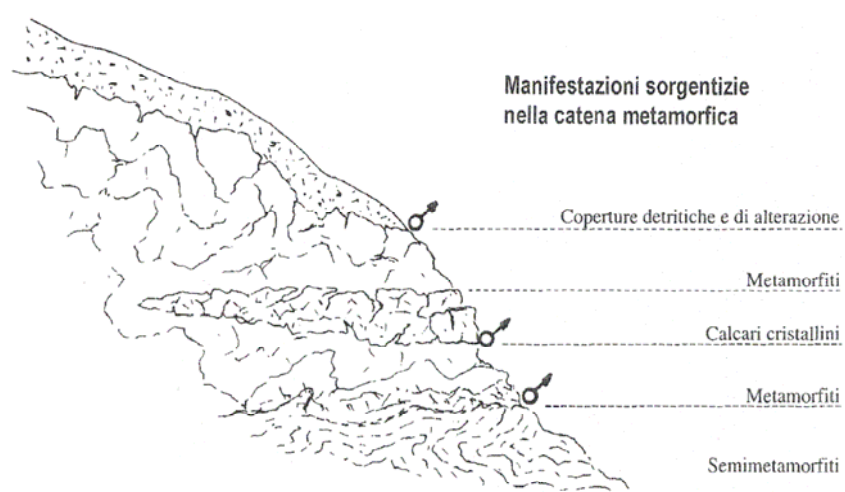 Manifestazioni sorgentizie
nella catena metamorfica
Coperture detritiche e di alterazione
Metamorfiti
Calcari cristallini
Metamorfiti
Semimetamorfiti